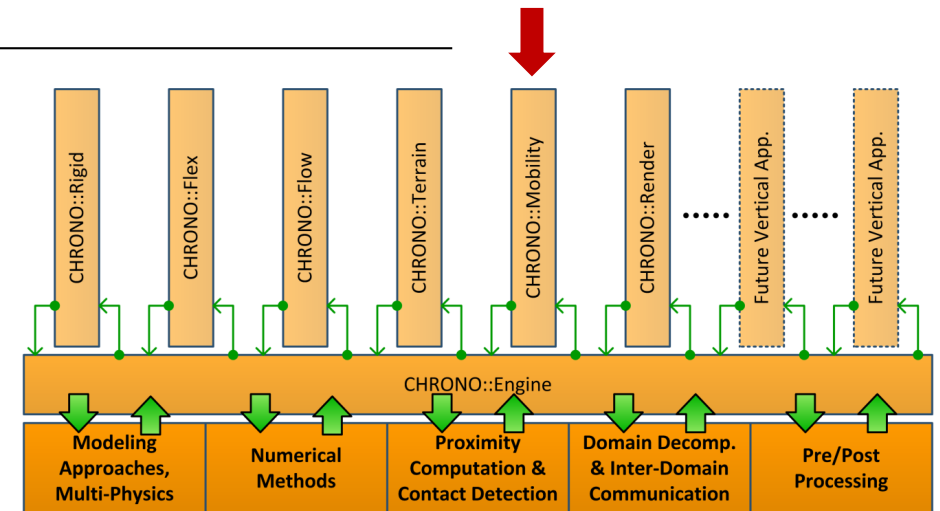 CHRONO::Rigid
CHRONO::Flex
CHRONO::Flow
CHRONO::Terrain
CHRONO::Mobility
CHRONO::Render
Future Vertical App.
Future Vertical App.
CHRONO::Engine
Modeling
Approaches,
Multi-Physics
Numerical
Methods
Proximity
Computation &
Contact Detection
Domain Decomp.
& Inter-Domain
Communication
Pre/Post
Processing